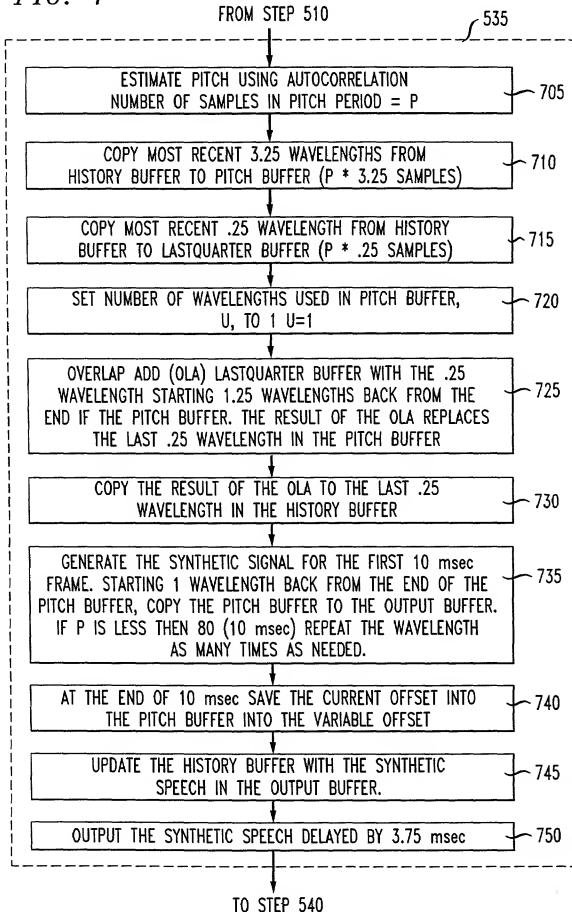 FROM STEP 510
535
ESTIMATE PITCH USING AUTOCORRELATION
NUMBER OF SAMPLES IN PITCH PERIOD = P
705
COPY MOST RECENT 3.25 WAVELENGTHS FROM
HISTORY BUFFER TO PITCH BUFFER (P * 3.25 SAMPLES)
710
COPY MOST RECENT .25 WAVELENGTH FROM HISTORY
BUFFER TO LASTQUARTER BUFFER (P * .25 SAMPLES)
715
SET NUMBER OF WAVELENGTHS USED IN PITCH BUFFER,
U, TO 1 U=1
720
OVERLAP ADD (OLA) LASTQUARTER BUFFER WITH THE .25
WAVELENGTH STARTING 1.25 WAVELENGTHS BACK FROM THE
END IF THE PITCH BUFFER. THE RESULT OF THE OLA REPLACES
THE LAST .25 WAVELENGTH IN THE PITCH BUFFER
725
COPY THE RESULT OF THE OLA TO THE LAST .25
WAVELENGTH IN THE HISTORY BUFFER
730
GENERATE THE SYNTHETIC SIGNAL FOR THE FIRST 10 msec
FRAME. STARTING 1 WAVELENGTH BACK FROM THE END OF THE
PITCH BUFFER, COPY THE PITCH BUFFER TO THE OUTPUT BUFFER.
IF P IS LESS THEN 80 (10 msec) REPEAT THE WAVELENGTH
AS MANY TIMES AS NEEDED.
735
AT THE END OF 10 msec SAVE THE CURRENT OFFSET INTO
THE PITCH BUFFER INTO THE VARIABLE OFFSET
740
UPDATE THE HISTORY BUFFER WITH THE SYNTHETIC
SPEECH IN THE OUTPUT BUFFER.
745
OUTPUT THE SYNTHETIC SPEECH DELAYED BY 3.75 msec
750
TO STEP 540